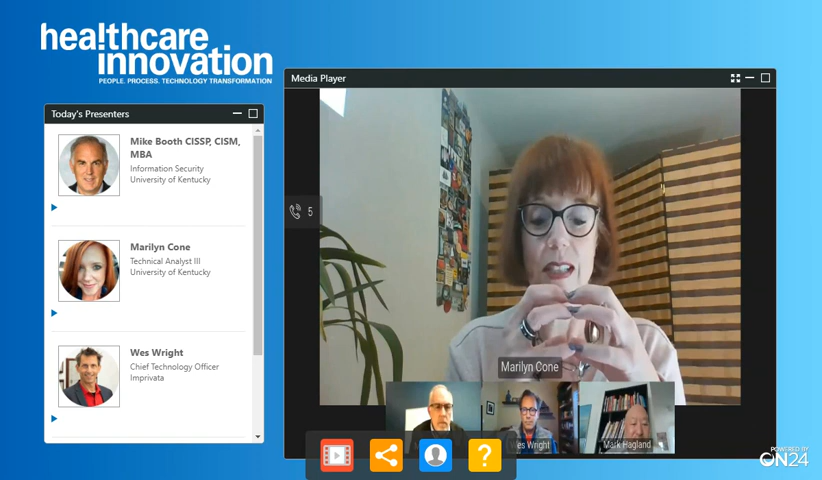 healthcare
innovation
PEOPLE. PROCESS. TECHNOLOGY TRANSFORMATION
Today's Presenters
Mike Booth CISSP, CISM,
MBA
Information Security
University of Kentucky
Marilyn Cone
Technical Analyst III
University of Kentucky
Wes Wright
Chief Technology Officer
Imprivata
Media Player
5
Marilyn Cone
Wes Wright
Mark Hagland
?
POWERED BY
ON24